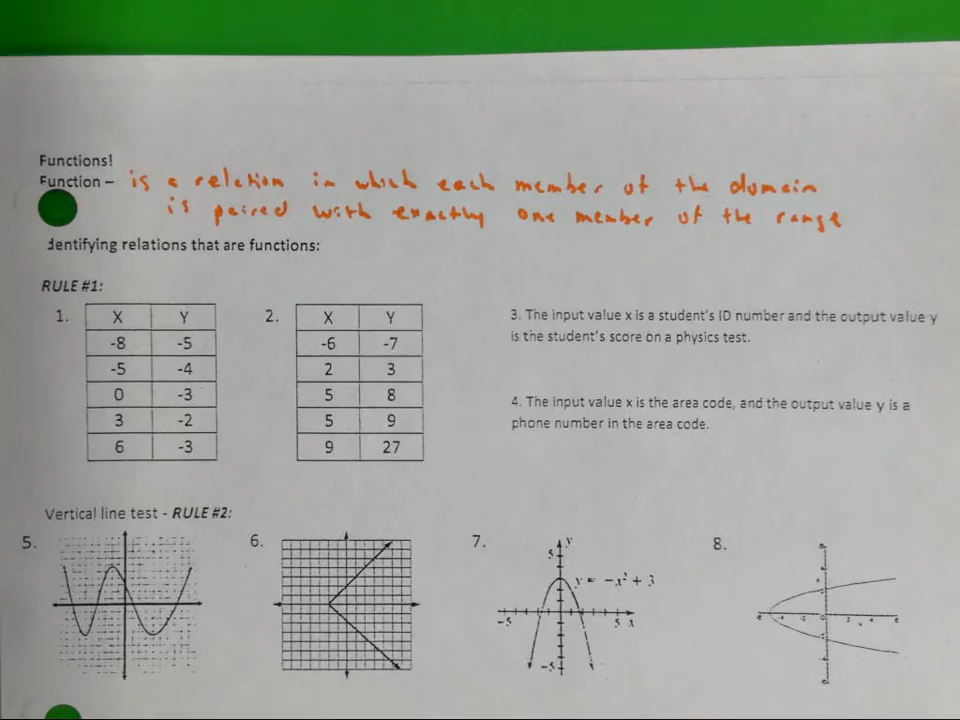 Functions!
Function – is a relation in which each member of the domain
is paired with exactly one member of the range
dentifying relations that are functions:
RULE #1:
1.
X Y
-8 -5
-5 -4
0 -3
3 -2
6 -3
2.
X Y
-6 -7
2 3
5 8
5 9
9 27
3. The input value x is a student's ID number and the output value y
is the student's score on a physics test.
4. The input value x is the area code, and the output value y is a
phone number in the area code.
Vertical line test - RULE #2:
5.
6.
7.
y
5
y = -x² + 3
-5
5 x
-5
8.